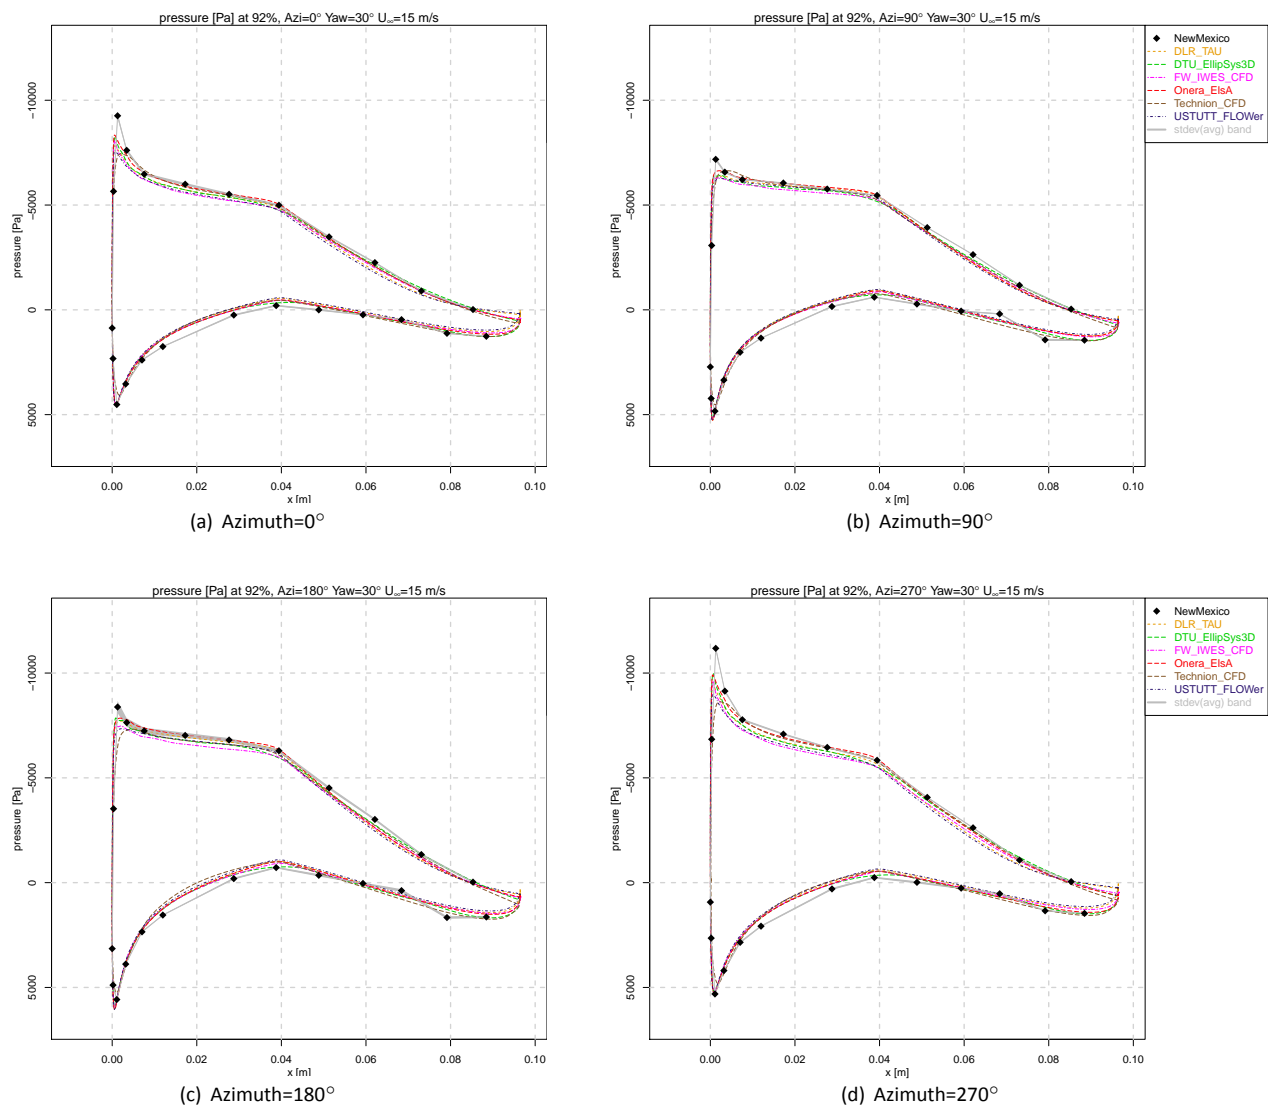 pressure [Pa] at 92%, Azi=0° Yaw=30° U∞=15 m/s
pressure [Pa]
−10000
−5000
0
5000
0.00 0.02 0.04 0.06 0.08 0.10
x [m]
(a) Azimuth=0°
pressure [Pa] at 92%, Azi=90° Yaw=30° U∞=15 m/s
pressure [Pa]
−10000
−5000
0
5000
0.00 0.02 0.04 0.06 0.08 0.10
x [m]
NewMexico
DLR_TAU
DTU_EllipSys3D
FW_IWES_CFD
Onera_ElsA
Technion_CFD
USTUTT_FLOWer
stdev(avg) band
(b) Azimuth=90°
pressure [Pa] at 92%, Azi=180° Yaw=30° U∞=15 m/s
pressure [Pa]
−10000
−5000
0
5000
0.00 0.02 0.04 0.06 0.08 0.10
x [m]
(c) Azimuth=180°
pressure [Pa] at 92%, Azi=270° Yaw=30° U∞=15 m/s
pressure [Pa]
−10000
−5000
0
5000
0.00 0.02 0.04 0.06 0.08 0.10
x [m]
NewMexico
DLR_TAU
DTU_EllipSys3D
FW_IWES_CFD
Onera_ElsA
Technion_CFD
USTUTT_FLOWer
stdev(avg) band
(d) Azimuth=270°